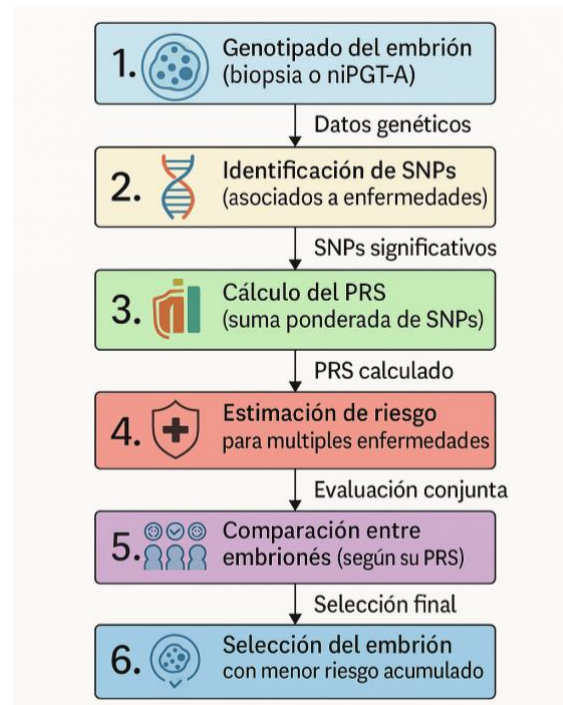 1. Genotipado del embrión
(biopsia o niPGT-A)
Datos genéticos
2. Identificación de SNPs
(asociados a enfermedades)
SNPs significativos
3. Cálculo del PRS
(suma ponderada de SNPs)
PRS calculado
4. Estimación de riesgo
para multiples enfermedades
Evaluación conjunta
5. Comparación entre
embrionés (según su PRS)
Selección final
6. Selección del embrión
con menor riesgo acumulado